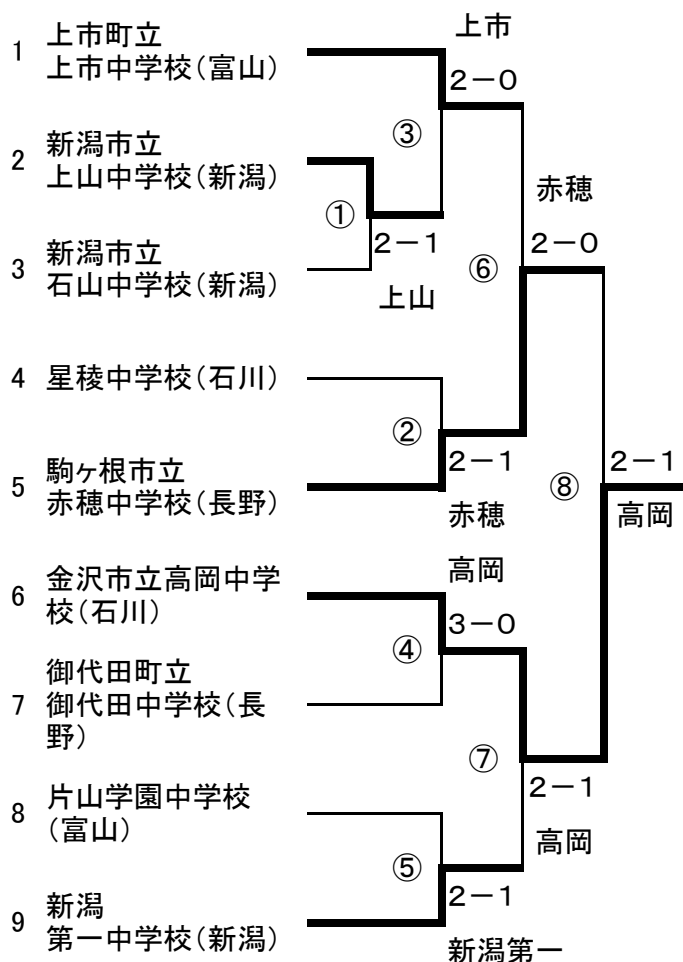 上市
1 上市町立
上市中学校(富山)
2-0
③
2 新潟市立
上山中学校(新潟)
赤穂
①
2-1
2-0
3 新潟市立
石山中学校(新潟)
⑥
上山
4 星稜中学校(石川)
②
2-1
2-1
5 駒ヶ根市立
赤穂中学校(長野)
⑧
赤穂
高岡
高岡
6 金沢市立高岡中学
校(石川)
3-0
④
7 御代田町立
御代田中学校(長
野)
⑦
2-1
8 片山学園中学校
(富山)
高岡
⑤
2-1
9 新潟
第一中学校(新潟)
新潟第一